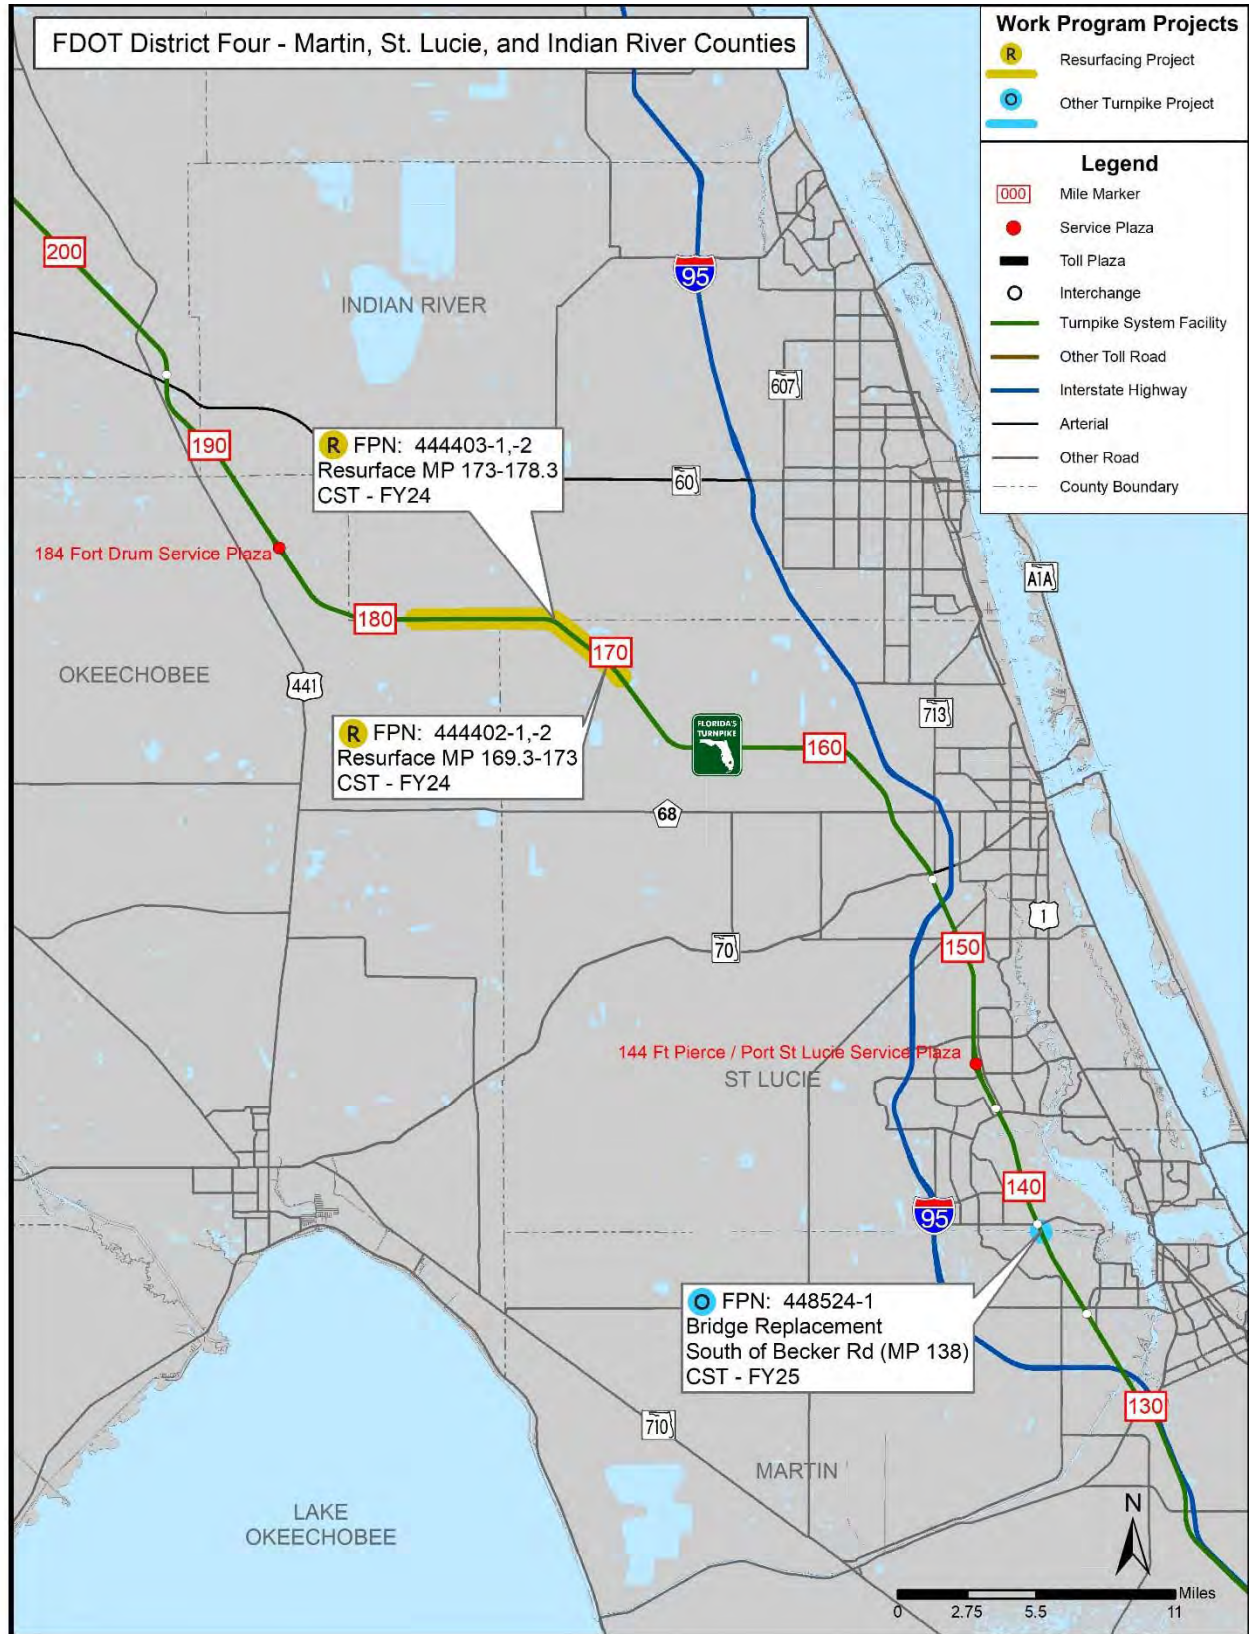 FDOT District Four - Martin, St. Lucie, and Indian River Counties
Work Program Projects
R Resurfacing Project
O Other Turnpike Project
Legend
000 Mile Marker
Service Plaza
Toll Plaza
Interchange
Turnpike System Facility
Other Toll Road
Interstate Highway
Arterial
Other Road
County Boundary
200
95
INDIAN RIVER
607
190
R FPN: 444403-1,-2
Resurface MP 173-178.3
CST - FY24
60
184 Fort Drum Service Plaza
A1A
180
170
OKEECHOBEE
441
713
R FPN: 444402-1,-2
Resurface MP 169.3-173
CST - FY24
FLORIDA'S
TURNPIKE
160
68
1
70
150
144 Ft Pierce / Port St Lucie Service Plaza
ST LUCIE
140
95
O FPN: 448524-1
Bridge Replacement
South of Becker Rd (MP 138)
CST - FY25
130
710
MARTIN
LAKE
OKEECHOBEE
N
Miles
0 2.75 5.5 11